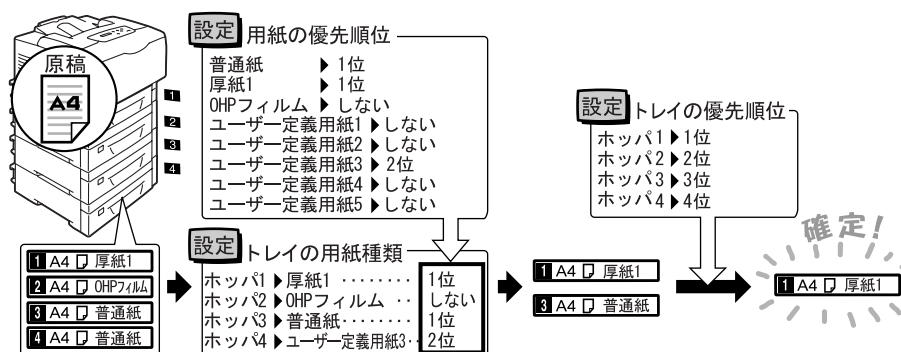 原稿
A4
1
2
3
4
1 A4 厚紙1
2 A4 OHPフィルム
3 A4 普通紙
4 A4 普通紙
設定 用紙の優先順位
普通紙 ▶ 1位
厚紙1 ▶ 1位
OHPフィルム ▶ しない
ユーザー定義用紙1 ▶ しない
ユーザー定義用紙2 ▶ しない
ユーザー定義用紙3 ▶ 2位
ユーザー定義用紙4 ▶ しない
ユーザー定義用紙5 ▶ しない
設定 トレイの用紙種類
ホッパ1 ▶ 厚紙1 ········ 1位
ホッパ2 ▶ OHPフィルム ·· しない
ホッパ3 ▶ 普通紙········ 1位
ホッパ4 ▶ ユーザー定義用紙3·· 2位
1 A4 厚紙1
3 A4 普通紙
設定 トレイの優先順位
ホッパ1 ▶ 1位
ホッパ2 ▶ 2位
ホッパ3 ▶ 3位
ホッパ4 ▶ 4位
確定!
1 A4 厚紙1